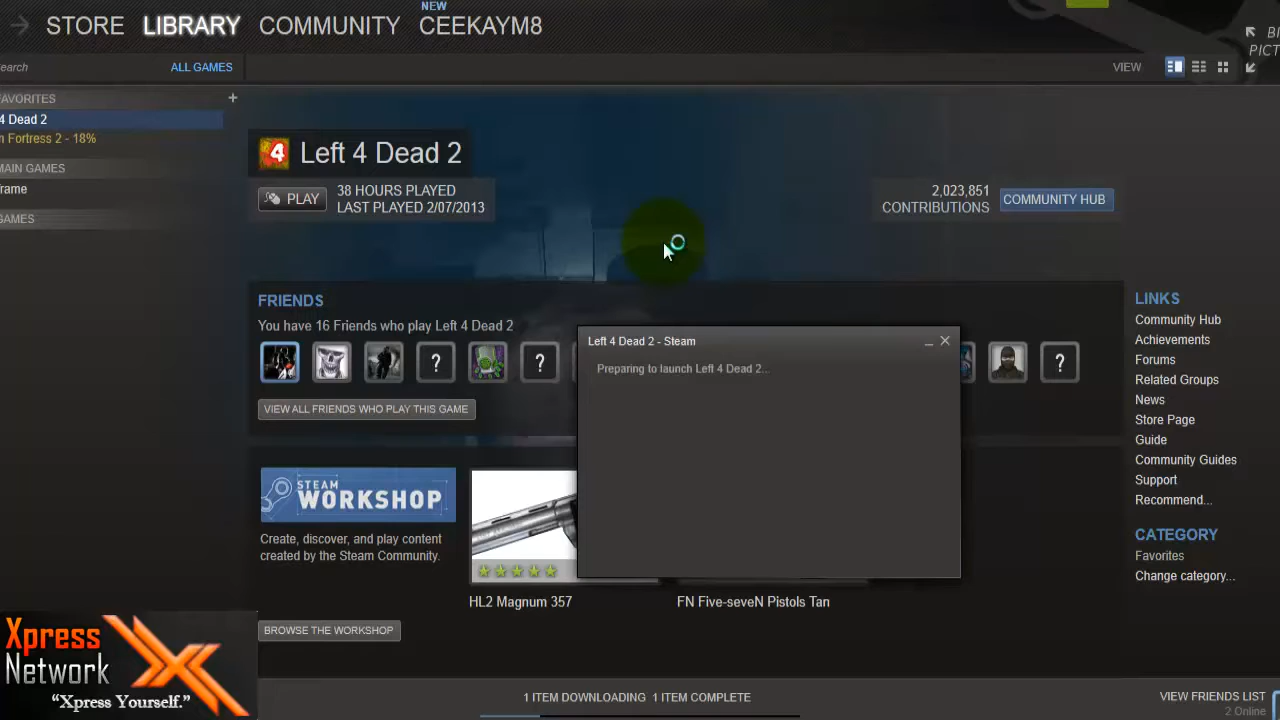 NEW
STORE LIBRARY COMMUNITY CEEKAYM8
BI
PICT
earch ALL GAMES VIEW
AVORITES +
4 Dead 2
n Fortress 2 - 18%
MAIN GAMES
frame
GAMES
4 Left 4 Dead 2
PLAY
38 HOURS PLAYED
LAST PLAYED 2/07/2013
2,023,851
CONTRIBUTIONS
COMMUNITY HUB
FRIENDS
You have 16 Friends who play Left 4 Dead 2
? ? ?
VIEW ALL FRIENDS WHO PLAY THIS GAME
Left 4 Dead 2 - Steam
Preparing to launch Left 4 Dead 2...
STEAM
WORKSHOP
Create, discover, and play content
created by the Steam Community.
HL2 Magnum 357
FN Five-seveN Pistols Tan
BROWSE THE WORKSHOP
LINKS
Community Hub
Achievements
Forums
Related Groups
News
Store Page
Guide
Community Guides
Support
Recommend...
CATEGORY
Favorites
Change category...
Xpress
Network
“Xpress Yourself.”
1 ITEM DOWNLOADING 1 ITEM COMPLETE
VIEW FRIENDS LIST
2 Online